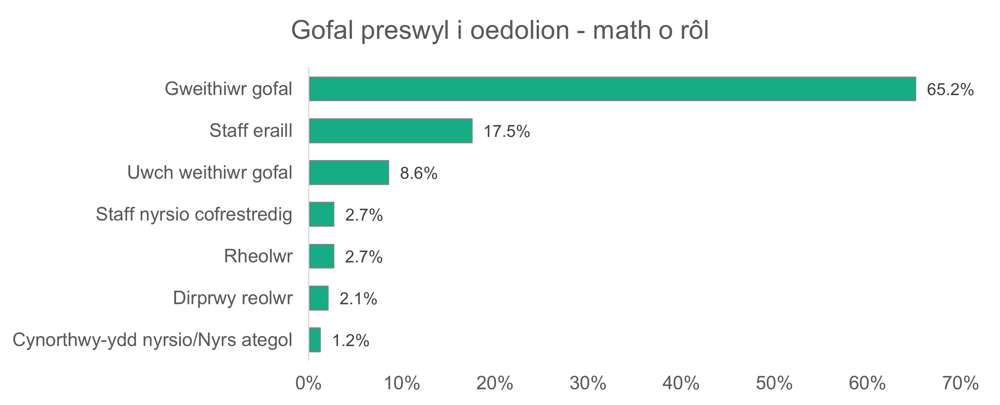 Gofal preswyl i oedolion - math o rôl
Gweithiwr gofal
65.2%
Staff eraill
17.5%
Uwch weithiwr gofal
8.6%
Staff nyrsio cofrestredig
2.7%
Rheolwr
2.7%
Dirprwy reolwr
2.1%
Cynorthwy-ydd nyrsio/Nyrs ategol
1.2%
0% 10% 20% 30% 40% 50% 60% 70%